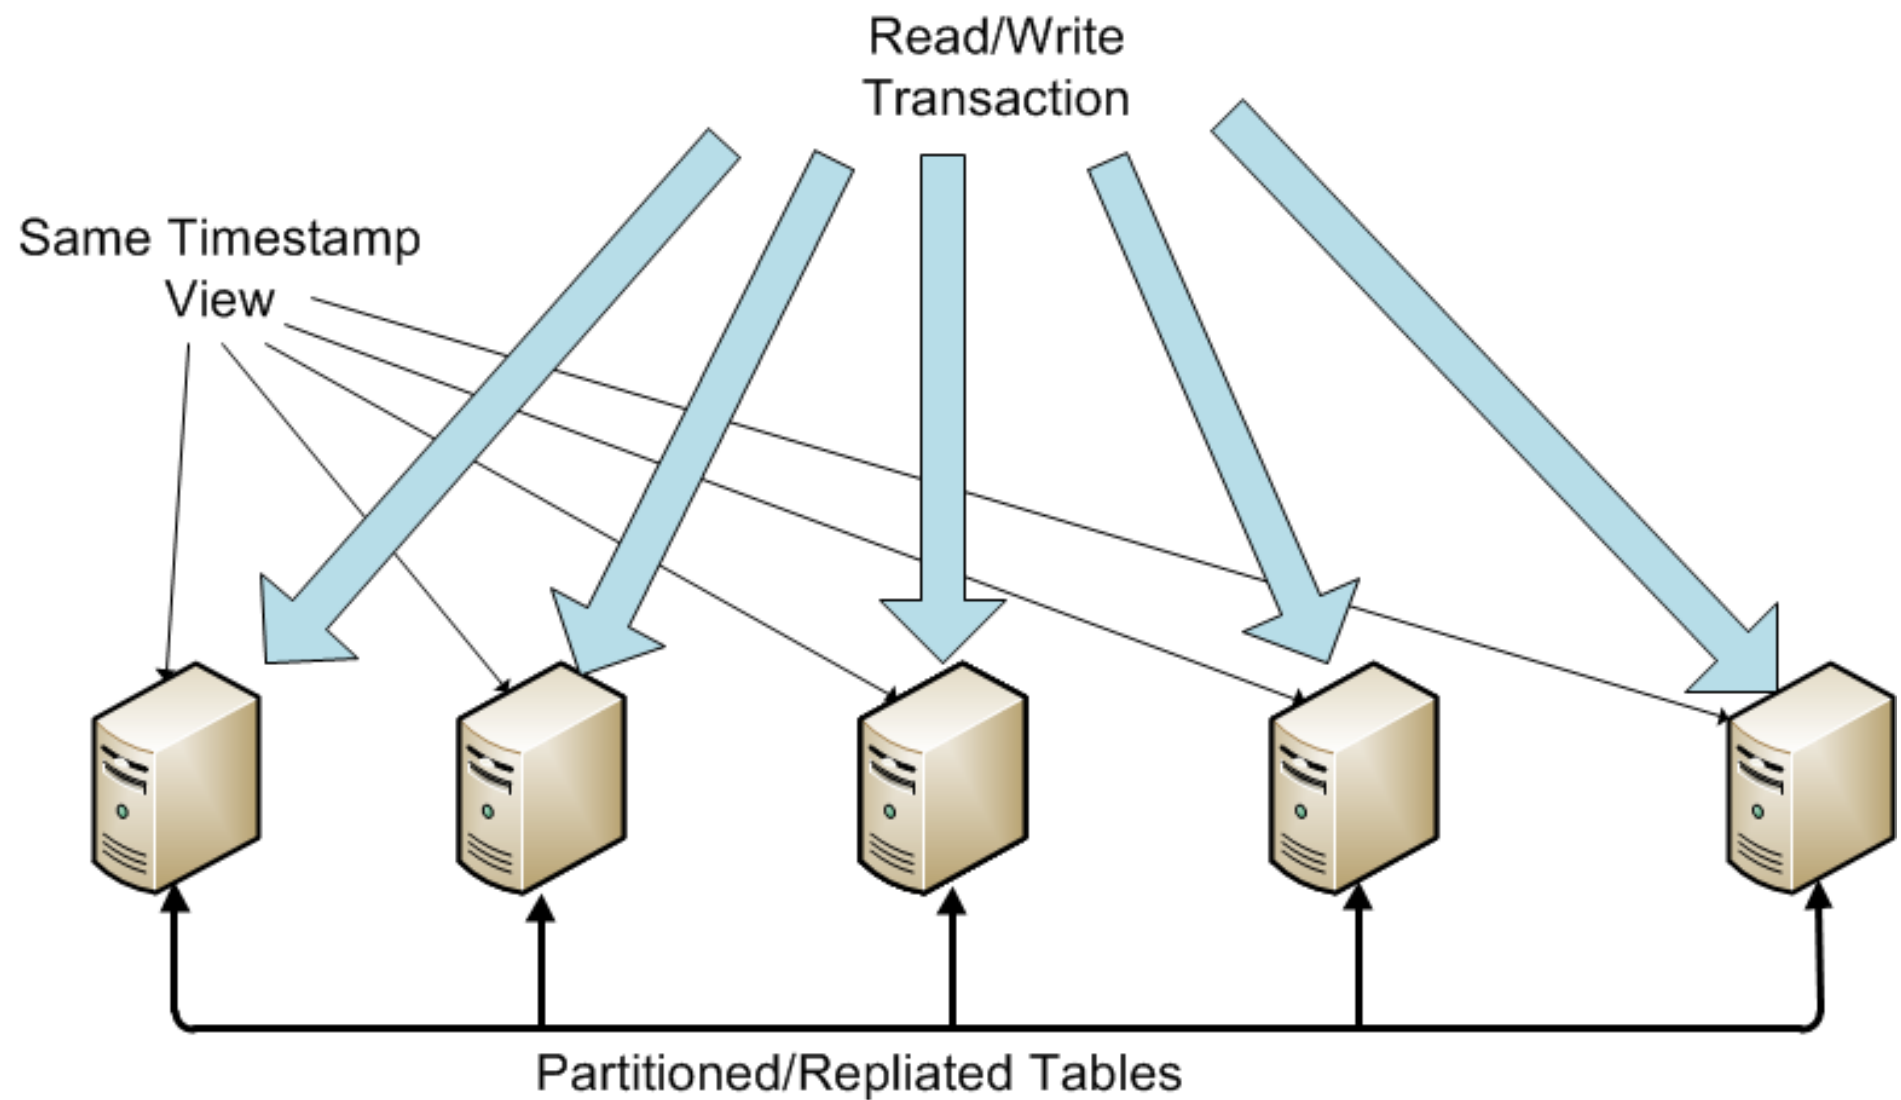 Read/Write
Transaction
Same Timestamp
View
Partitioned/Repliated Tables